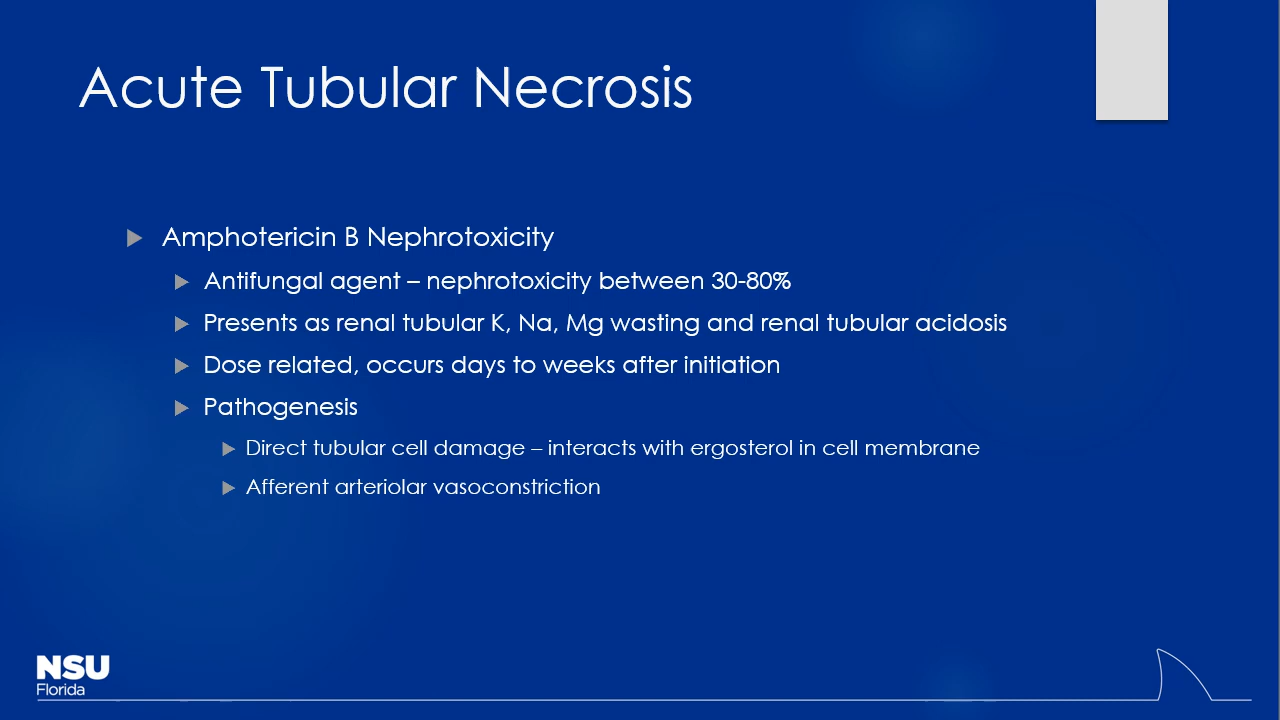 Acute Tubular Necrosis
Amphotericin B Nephrotoxicity
Antifungal agent – nephrotoxicity between 30-80%
Presents as renal tubular K, Na, Mg wasting and renal tubular acidosis
Dose related, occurs days to weeks after initiation
Pathogenesis
Direct tubular cell damage – interacts with ergosterol in cell membrane
Afferent arteriolar vasoconstriction
NSU
Florida